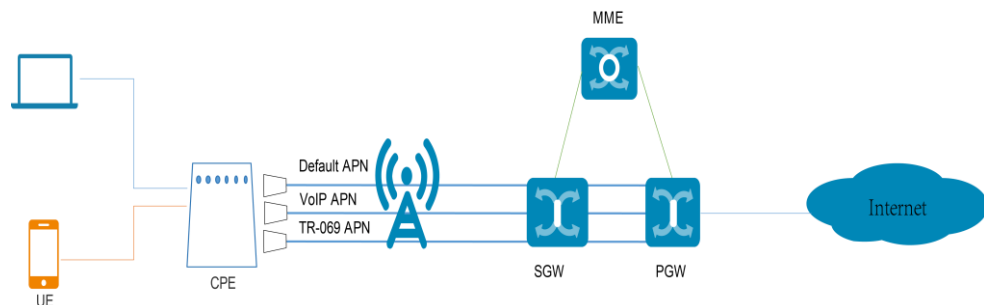 MME
Default APN
VoIP APN
TR-069 APN
Internet
SGW
PGW
CPE
UE